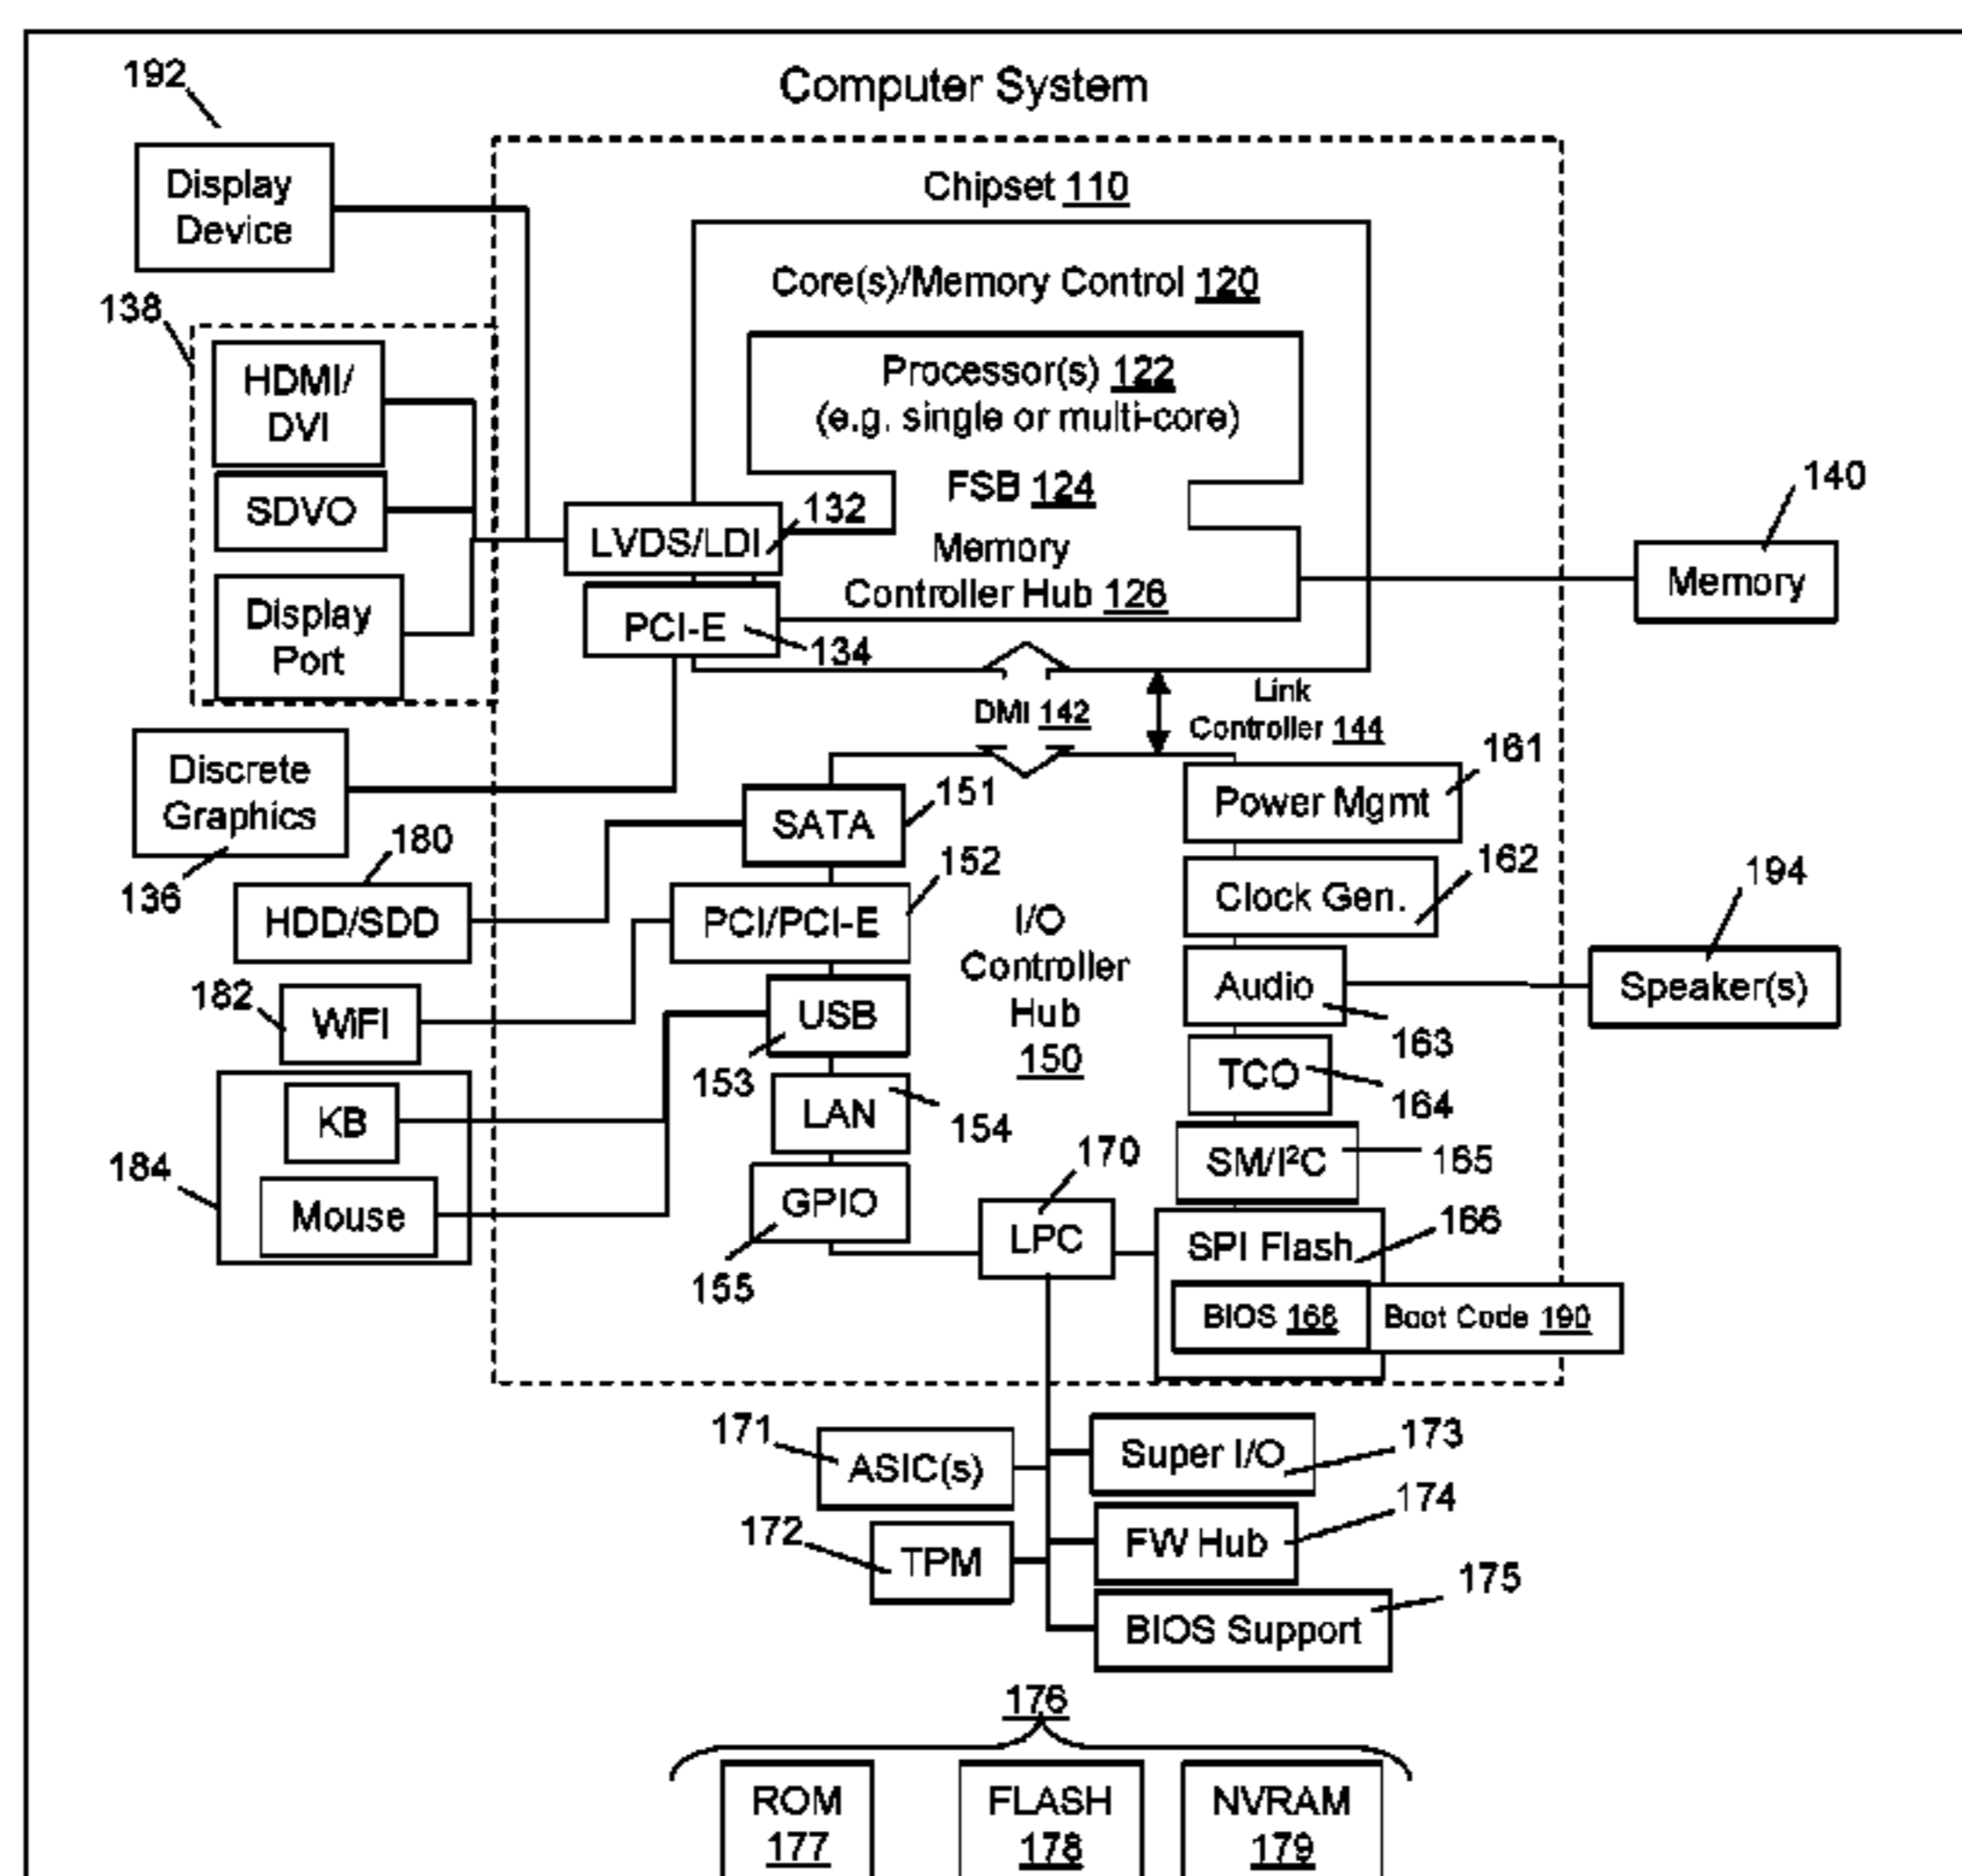 Computer System
192
Display
Device
Chipset 110
Core(s)/Memory Control 120
138
HDMI/
DVI
SDVO
Display
Port
Processor(s) 122
(e.g. single or multi-core)
FSB 124
132
LVDS/LDI
Memory
Controller Hub 126
PCI-E
134
140
Memory
DMI 142
Link
Controller 144
Discrete
Graphics
136
161
Power Mgmt
151
SATA
180
HDD/SDD
152
PCI/PCI-E
162
Clock Gen.
I/O
Controller
Hub
150
194
Audio
Speaker(s)
163
182
WiFI
USB
153
TCO
164
KB
LAN
154
184
Mouse
GPIO
155
170
LPC
SM/I²C
165
166
SPI Flash
BIOS 168
Boot Code 190
171
ASIC(s)
173
Super I/O
172
TPM
174
FW Hub
175
BIOS Support
176
ROM
177
FLASH
178
NVRAM
179